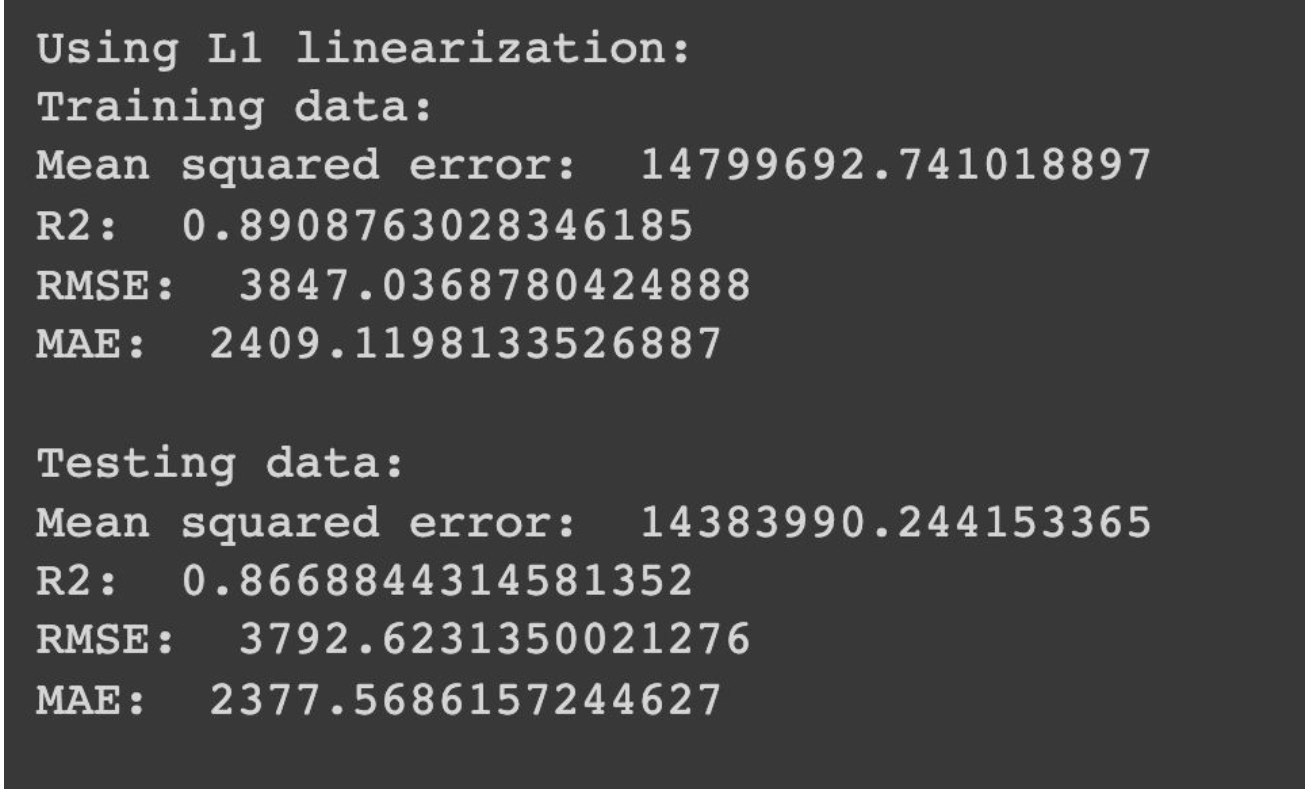 Using L1 linearization:
Training data:
Mean squared error:  14799692.741018897
R2:  0.8908763028346185
RMSE:  3847.0368780424888
MAE:  2409.1198133526887
Testing data:
Mean squared error:  14383990.244153365
R2:  0.8668844314581352
RMSE:  3792.6231350021276
MAE:  2377.5686157244627